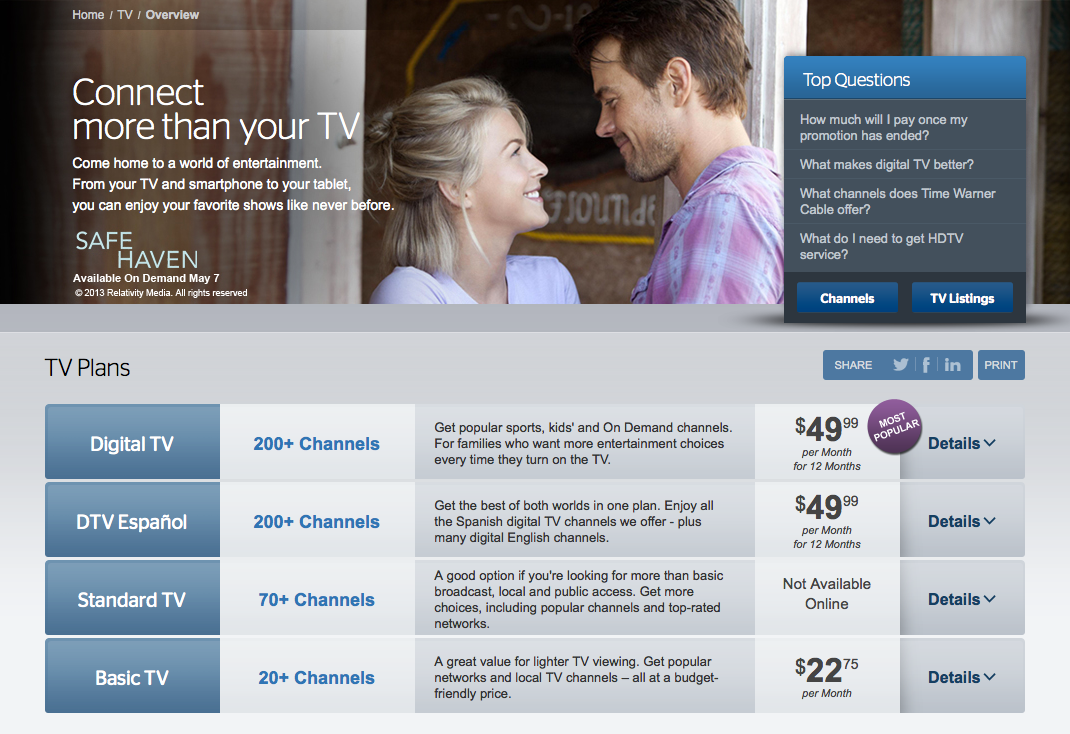 Home / TV / Overview
Connect
more than your TV
Come home to a world of entertainment.
From your TV and smartphone to your tablet,
you can enjoy your favorite shows like never before.
SAFE
HAVEN
Available On Demand May 7
© 2013 Relativity Media. All rights reserved
Top Questions
How much will I pay once my
promotion has ended?
What makes digital TV better?
What channels does Time Warner
Cable offer?
What do I need to get HDTV
service?
Channels
TV Listings
TV Plans
SHARE
PRINT
Digital TV
200+ Channels
Get popular sports, kids' and On Demand channels.
For families who want more entertainment choices
every time they turn on the TV.
$49.99
per Month
for 12 Months
MOST
POPULAR
Details
DTV Español
200+ Channels
Get the best of both worlds in one plan. Enjoy all
the Spanish digital TV channels we offer - plus
many digital English channels.
$49.99
per Month
for 12 Months
Details
Standard TV
70+ Channels
A good option if you're looking for more than basic
broadcast, local and public access. Get more
choices, including popular channels and top-rated
networks.
Not Available
Online
Details
Basic TV
20+ Channels
A great value for lighter TV viewing. Get popular
networks and local TV channels – all at a budget-
friendly price.
$22.75
per Month
Details